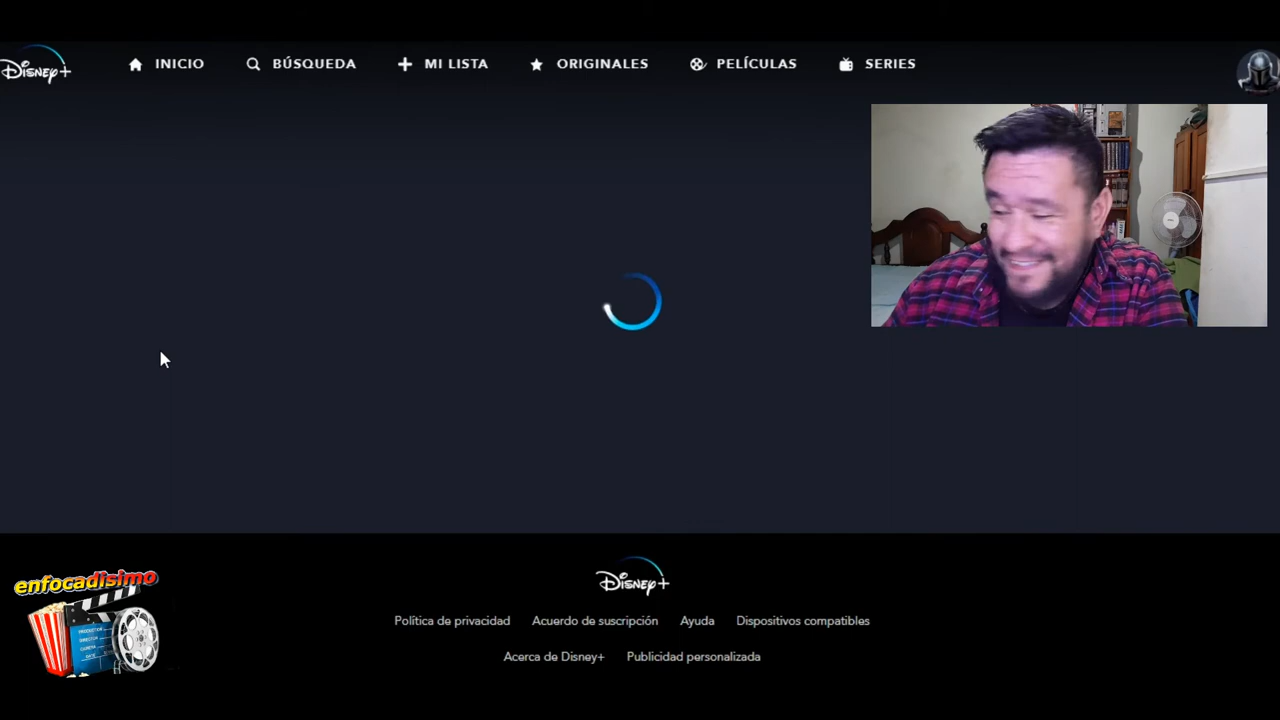 Disney+
INICIO
BÚSQUEDA
MI LISTA
ORIGINALES
PELÍCULAS
SERIES
enfocadisimo
Disney+
Política de privacidad
Acuerdo de suscripción
Ayuda
Dispositivos compatibles
Acerca de Disney+
Publicidad personalizada